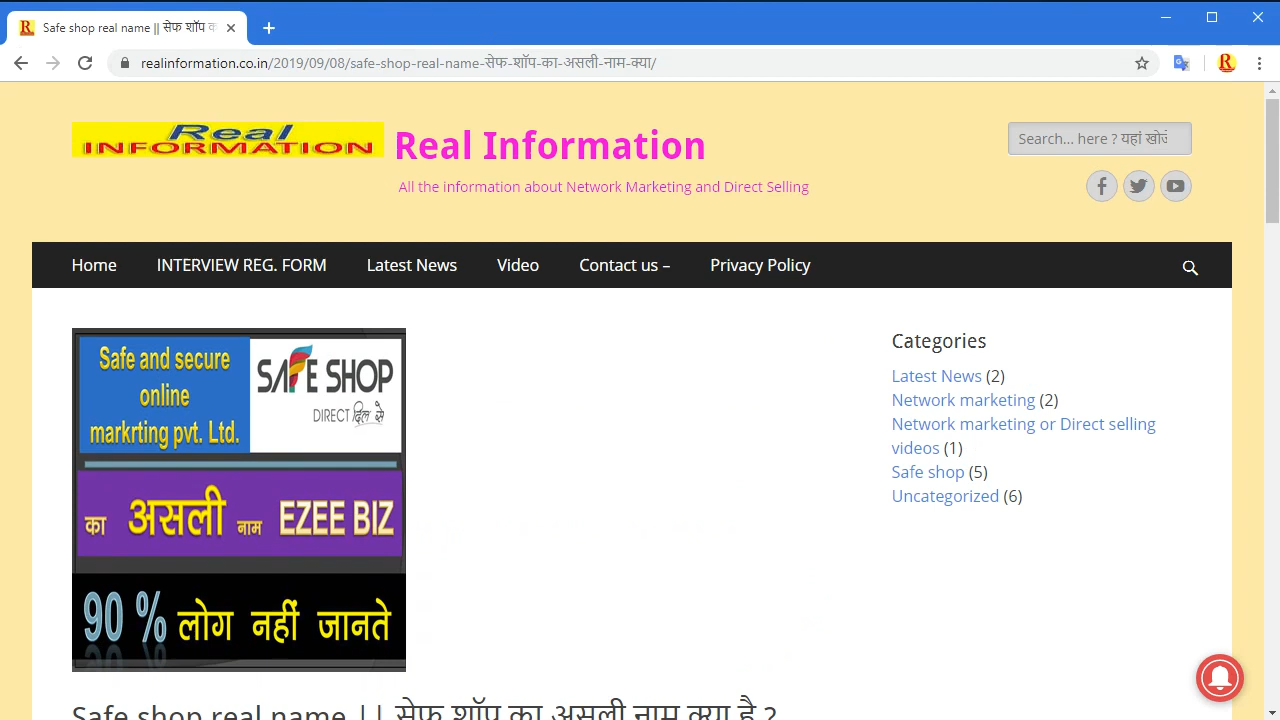 Safe shop real name || सेफ शॉप क
realinformation.co.in/2019/09/08/safe-shop-real-name-सेफ-शॉप-का-असली-नाम-क्या/
Real
INFORMATION
Real Information
All the information about Network Marketing and Direct Selling
Search... here ? यहां खोजे
Home INTERVIEW REG. FORM Latest News Video Contact us – Privacy Policy
Safe and secure
online
markrting pvt. Ltd.
SAFE SHOP
DIRECT दिल से
का असली नाम EZEE BIZ
90 % लोग नहीं जानते
Categories
Latest News (2)
Network marketing (2)
Network marketing or Direct selling
videos (1)
Safe shop (5)
Uncategorized (6)
Safe shop real name || सेफ शॉप का असली नाम क्या है ?